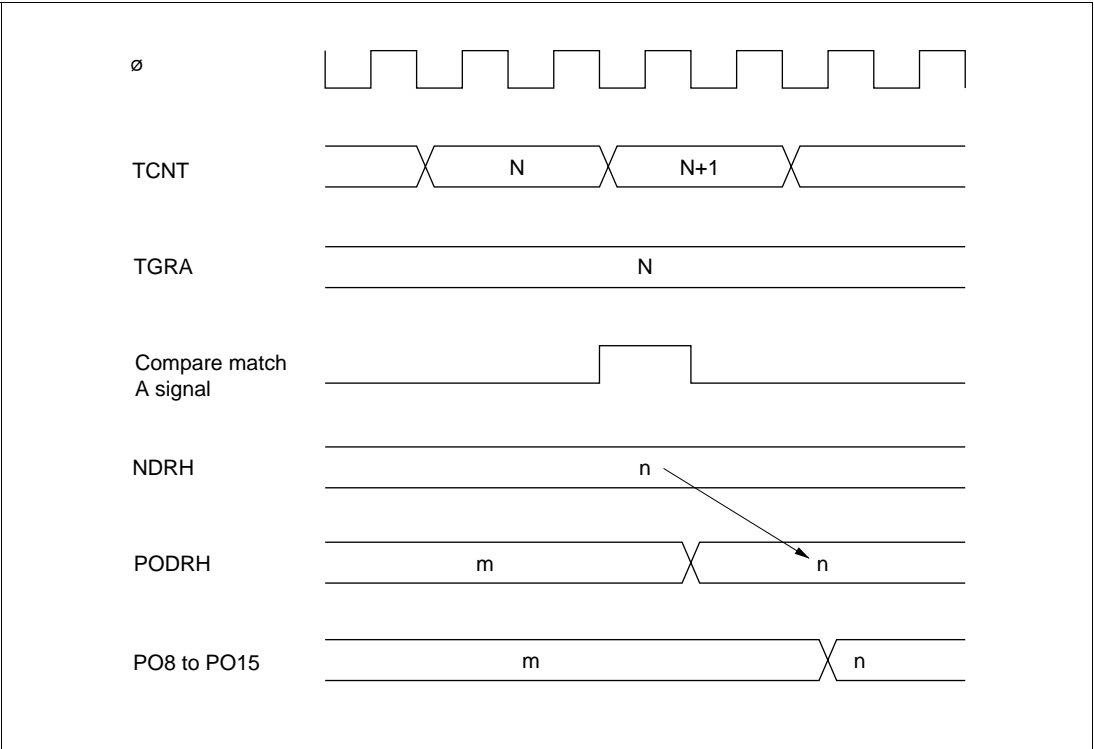 ø
TCNT
N
N+1
TGRA
N
Compare match
A signal
NDRH
n
PODRH
m
n
PO8 to PO15
m
n